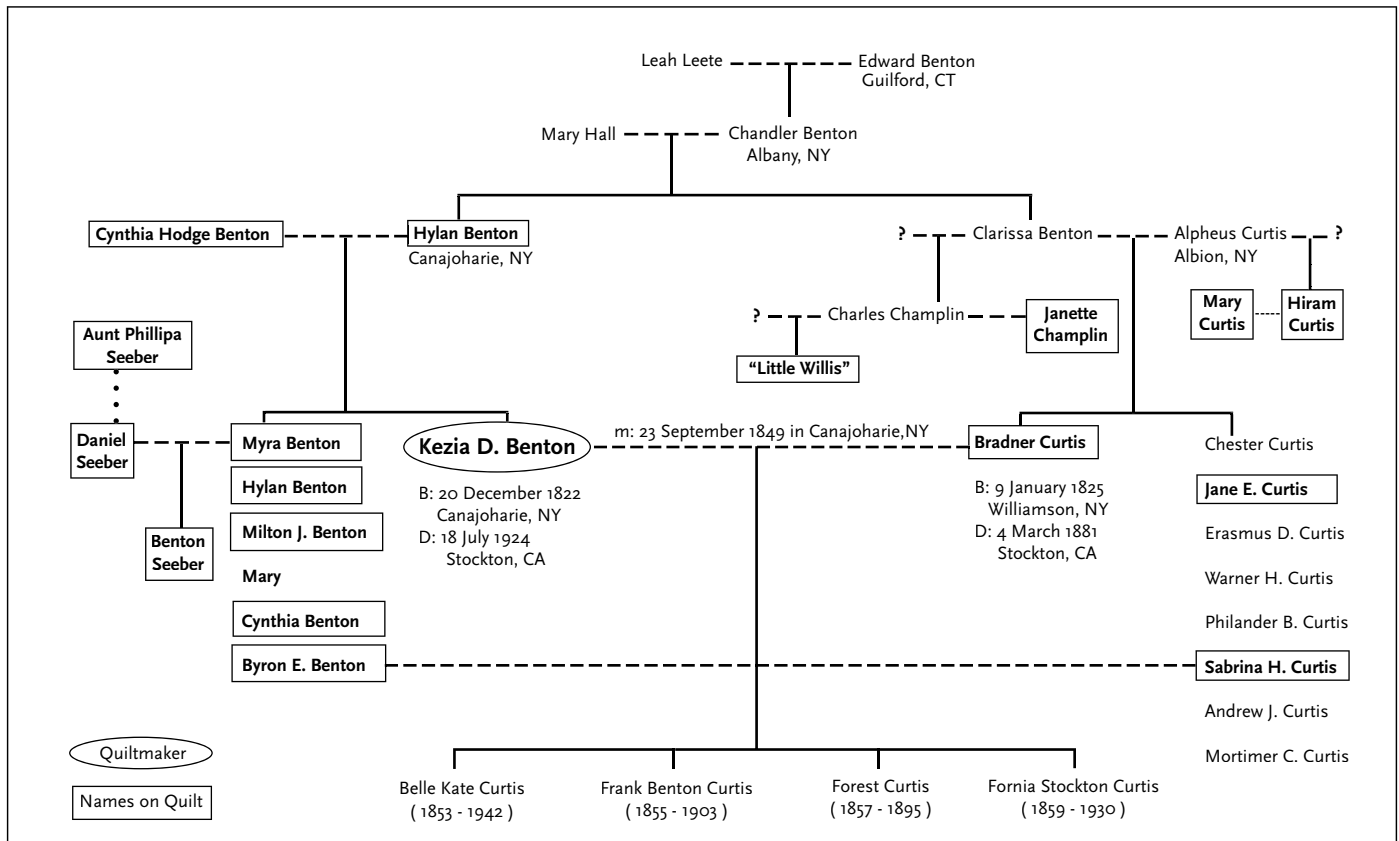 Leah Leete
Edward Benton
Guilford, CT
Mary Hall
Chandler Benton
Albany, NY
Cynthia Hodge Benton
Hylan Benton
Canajoharie, NY
?
Clarissa Benton
Alpheus Curtis
Albion, NY
?
Mary
Curtis
Hiram
Curtis
?
Charles Champlin
Janette
Champlin
"Little Willis"
Aunt Phillipa
Seeber
Daniel
Seeber
Benton
Seeber
Myra Benton
Hylan Benton
Milton J. Benton
Mary
Cynthia Benton
Byron E. Benton
Kezia D. Benton
B: 20 December 1822
Canajoharie, NY
D: 18 July 1924
Stockton, CA
m: 23 September 1849 in Canajoharie,NY
Bradner Curtis
B: 9 January 1825
Williamson, NY
D: 4 March 1881
Stockton, CA
Chester Curtis
Jane E. Curtis
Erasmus D. Curtis
Warner H. Curtis
Philander B. Curtis
Sabrina H. Curtis
Andrew J. Curtis
Mortimer C. Curtis
Belle Kate Curtis
( 1853 - 1942 )
Frank Benton Curtis
( 1855 - 1903 )
Forest Curtis
( 1857 - 1895 )
Fornia Stockton Curtis
( 1859 - 1930 )
Quiltmaker
Names on Quilt